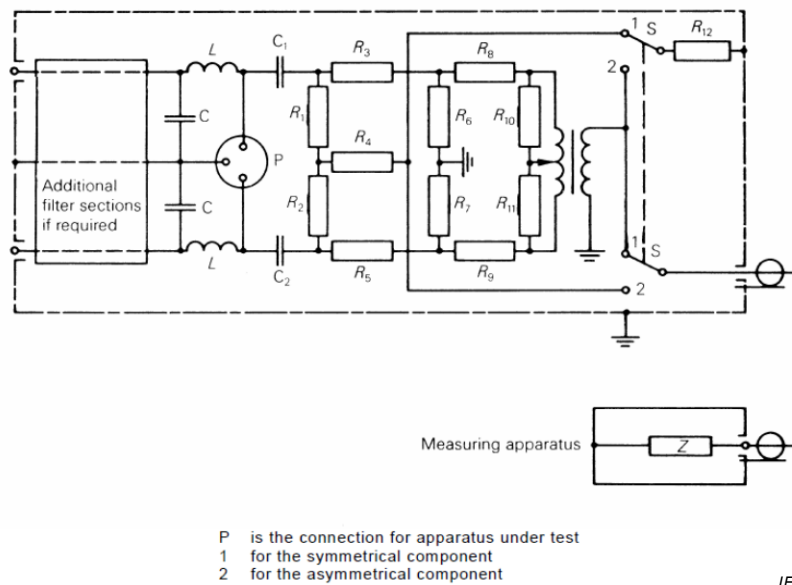 1 S R12
L C1 R3 R8
2
C R1 R6 R10
P R4
Additional
filter sections
if required
C R2 R7 R11
1 S
L C2 R5 R9
2
Measuring apparatus Z
P is the connection for apparatus under test
1 for the symmetrical component
2 for the asymmetrical component